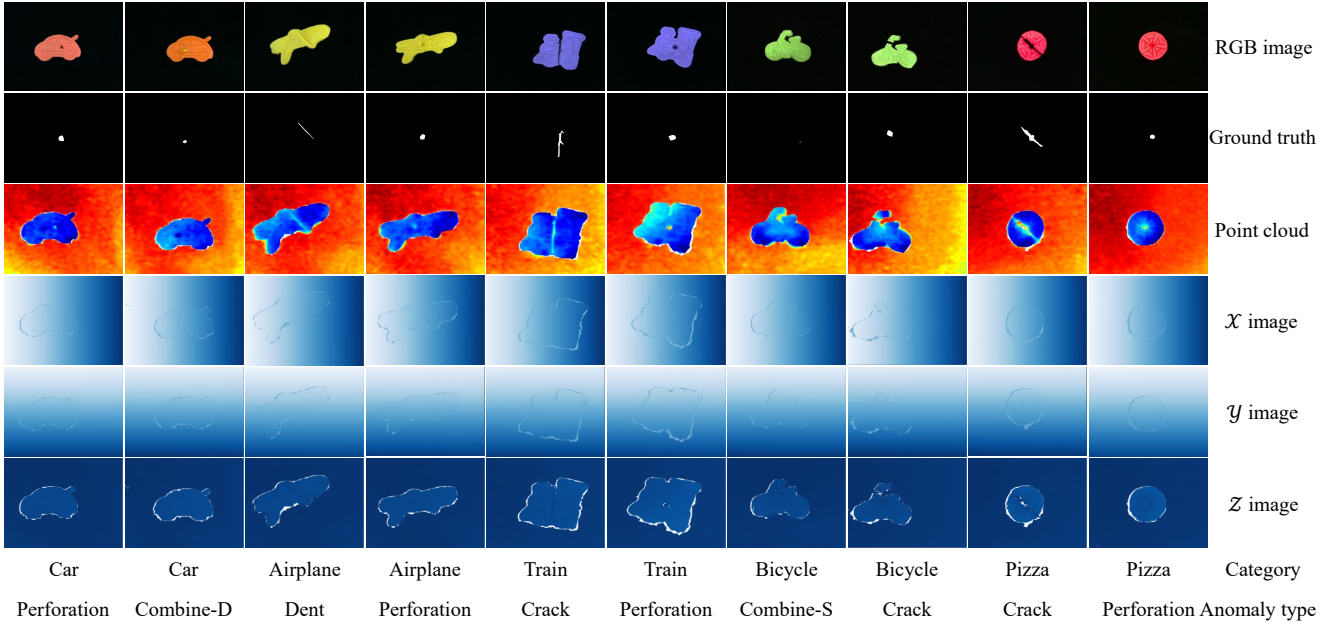 RGB image
Ground truth
Point cloud
𝒳 image
𝒴 image
𝒵 image
Car Car Airplane Airplane Train Train Bicycle Bicycle Pizza Pizza Category
Perforation Combine-D Dent Perforation Crack Perforation Combine-S Crack Crack Perforation Anomaly type